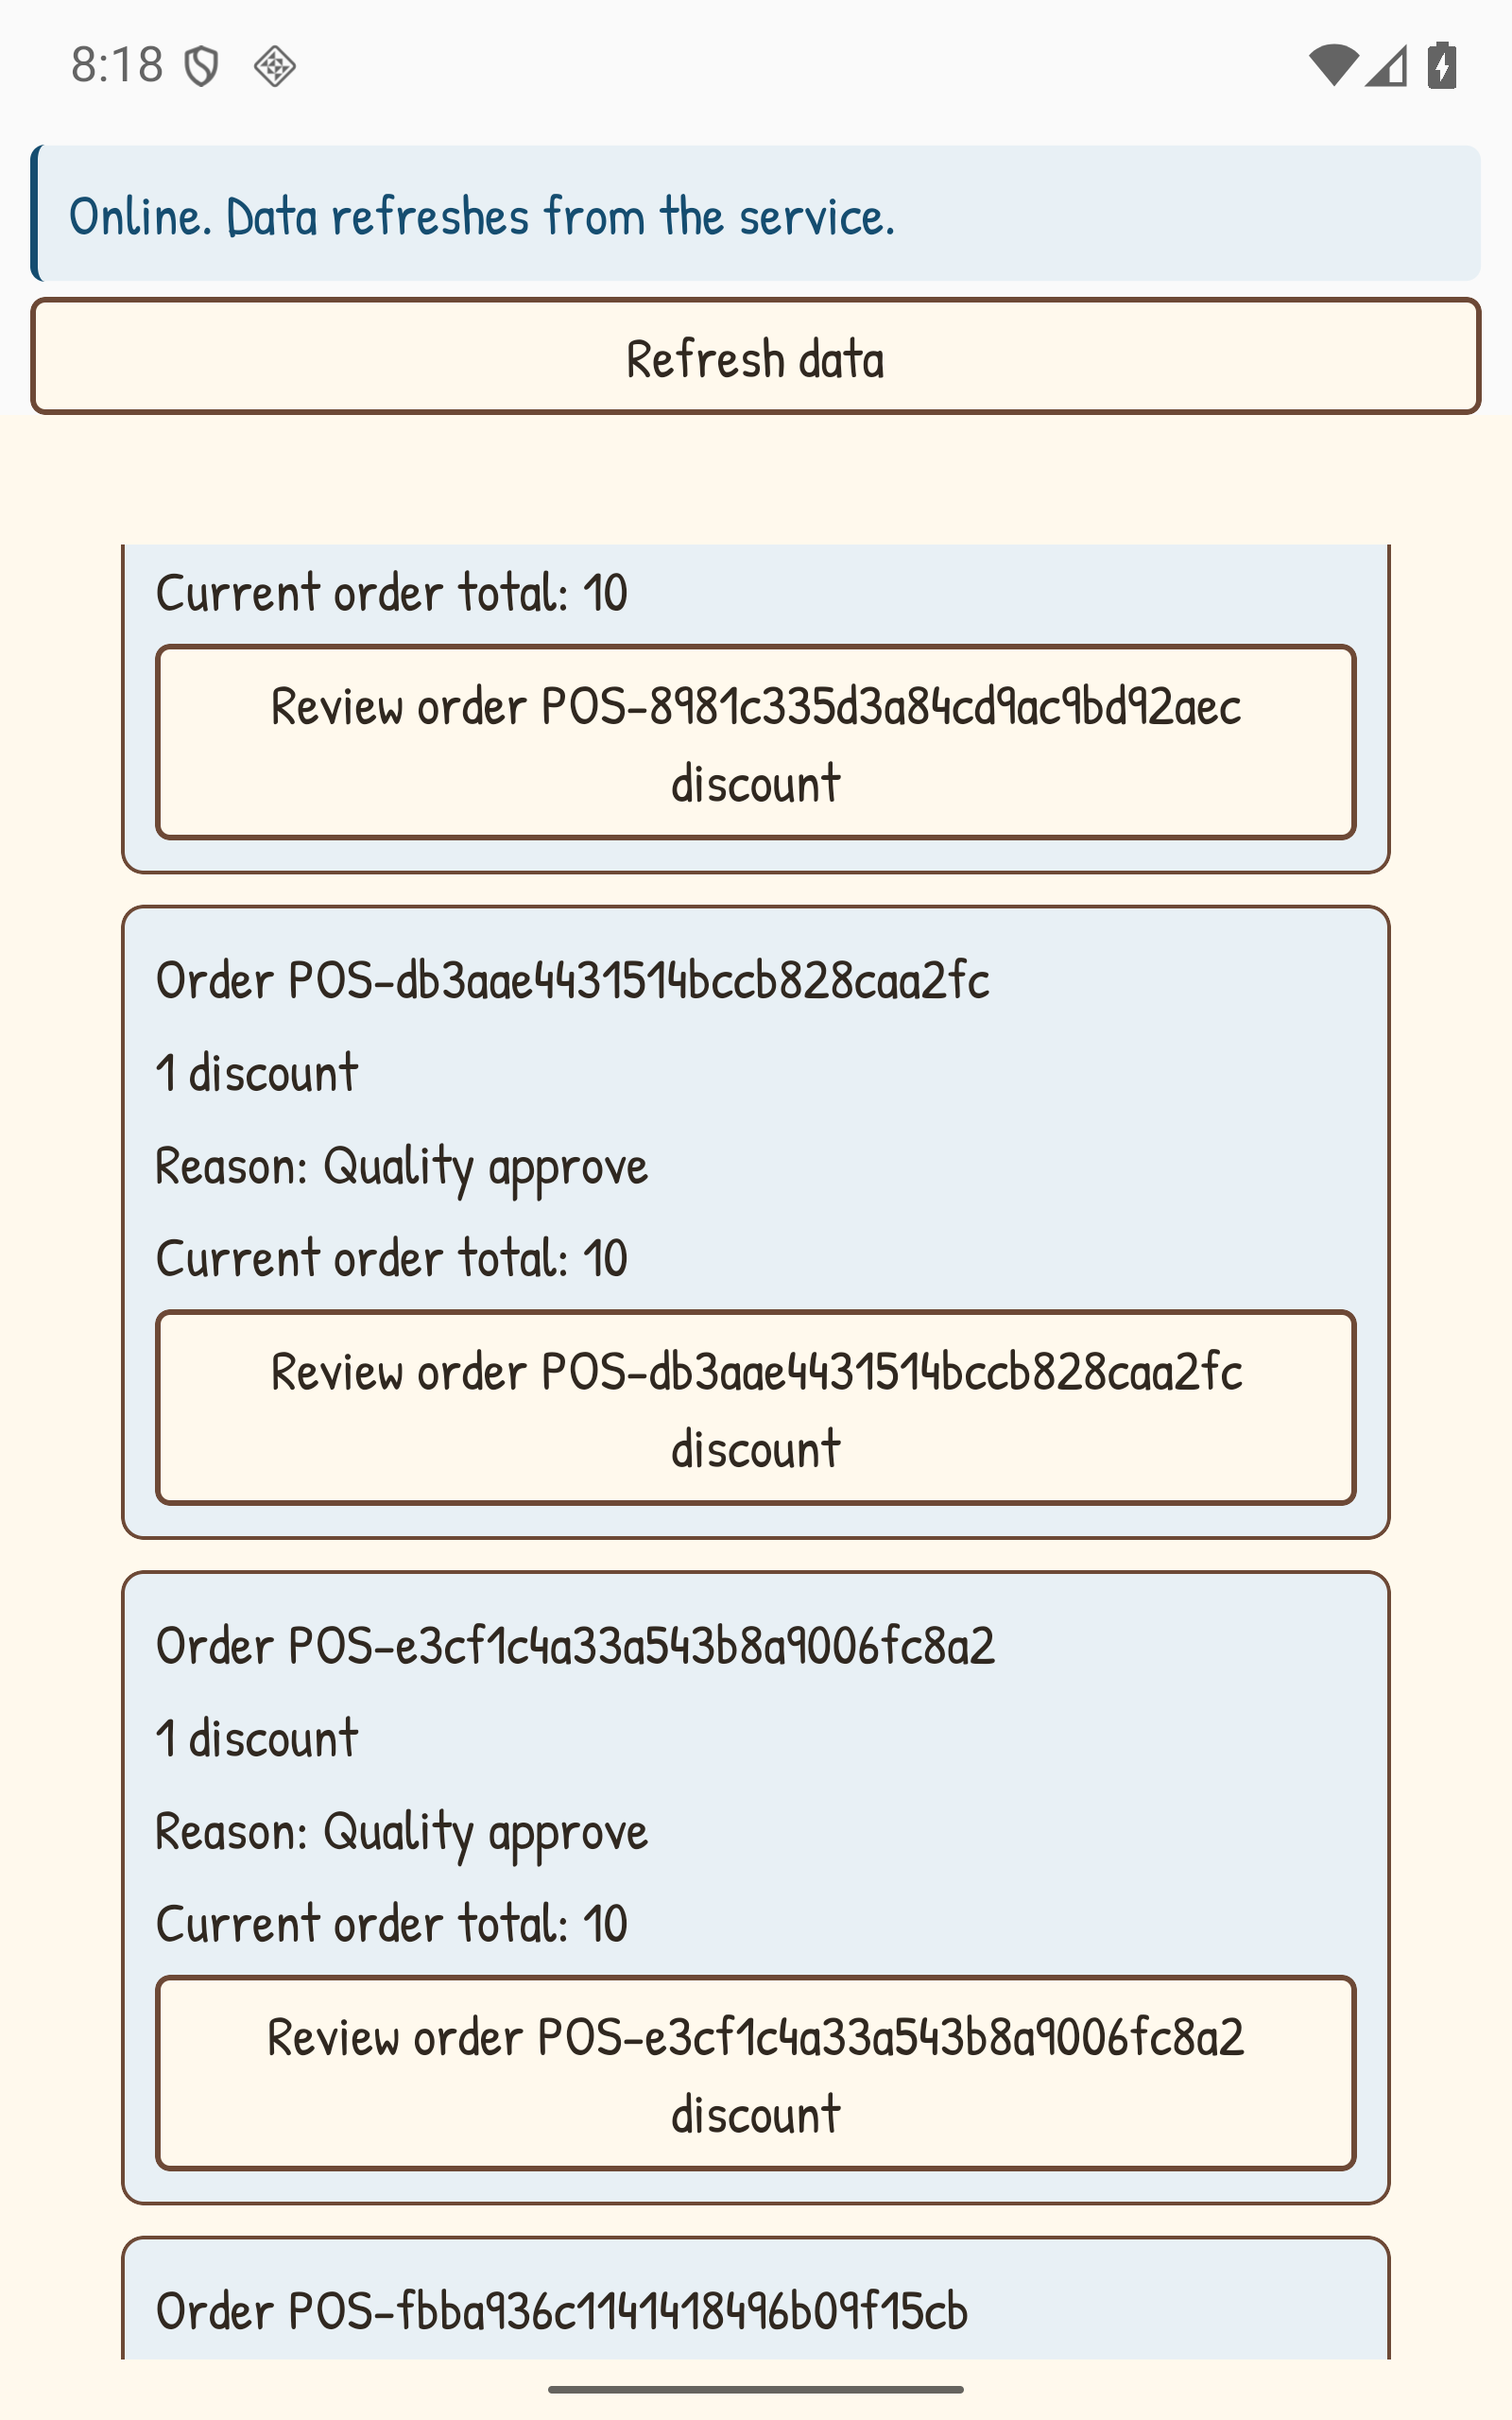 8:18
Online. Data refreshes from the service.
Refresh data
Current order total: 10
Review order POS-8981c335d3a84cd9ac9bd92aec
discount
Order POS-db3aae4431514bccb828caa2fc
1 discount
Reason: Quality approve
Current order total: 10
Review order POS-db3aae4431514bccb828caa2fc
discount
Order POS-e3cf1c4a33a543b8a9006fc8a2
1 discount
Reason: Quality approve
Current order total: 10
Review order POS-e3cf1c4a33a543b8a9006fc8a2
discount
Order POS-fbba936c1141418496b09f15cb